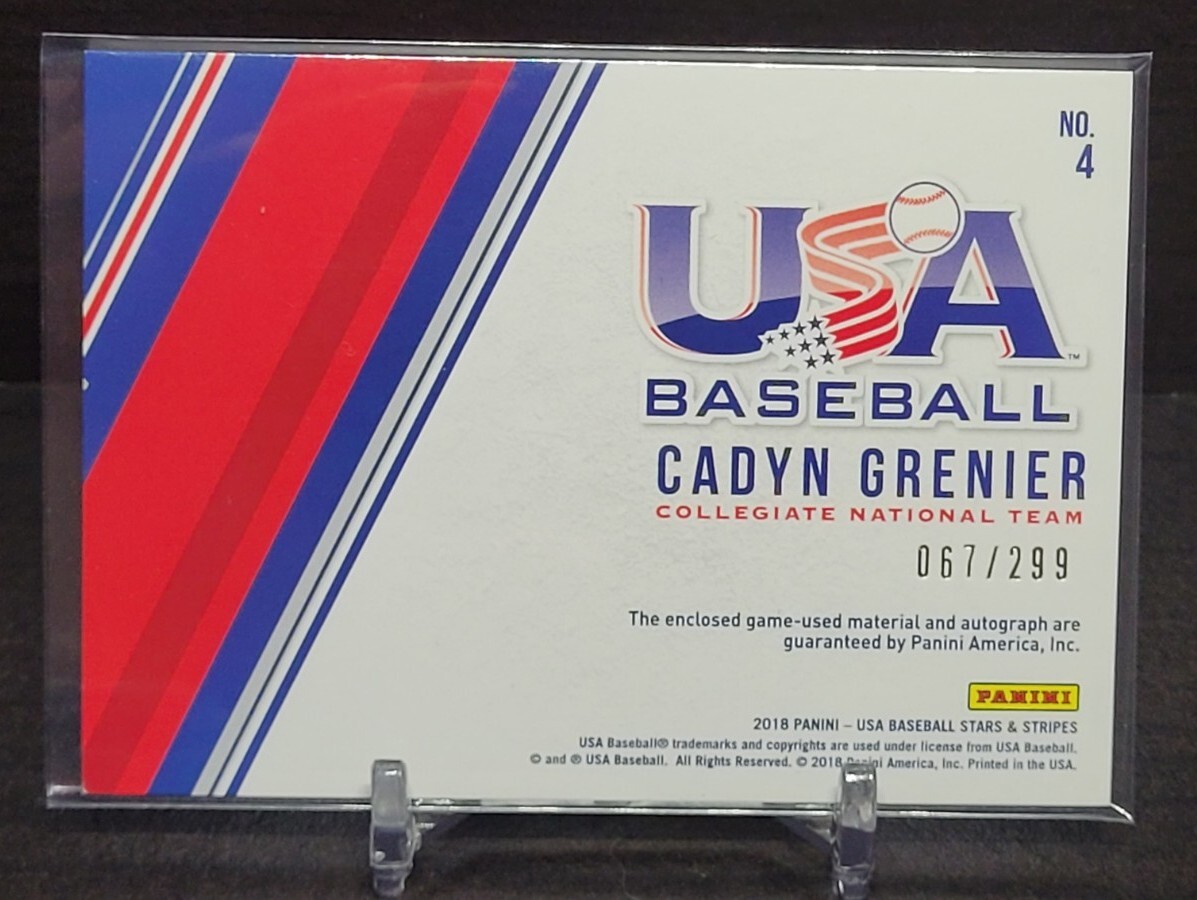 NO.
4
USA
™
BASEBALL
CADYN GRENIER
COLLEGIATE NATIONAL TEAM
067/299
The enclosed game-used material and autograph are
guaranteed by Panini America, Inc.
PANINI
2018 PANINI – USA BASEBALL STARS & STRIPES
USA Baseball® trademarks and copyrights are used under license from USA Baseball.
© and ® USA Baseball. All Rights Reserved. © 2018 Panini America, Inc. Printed in the USA.